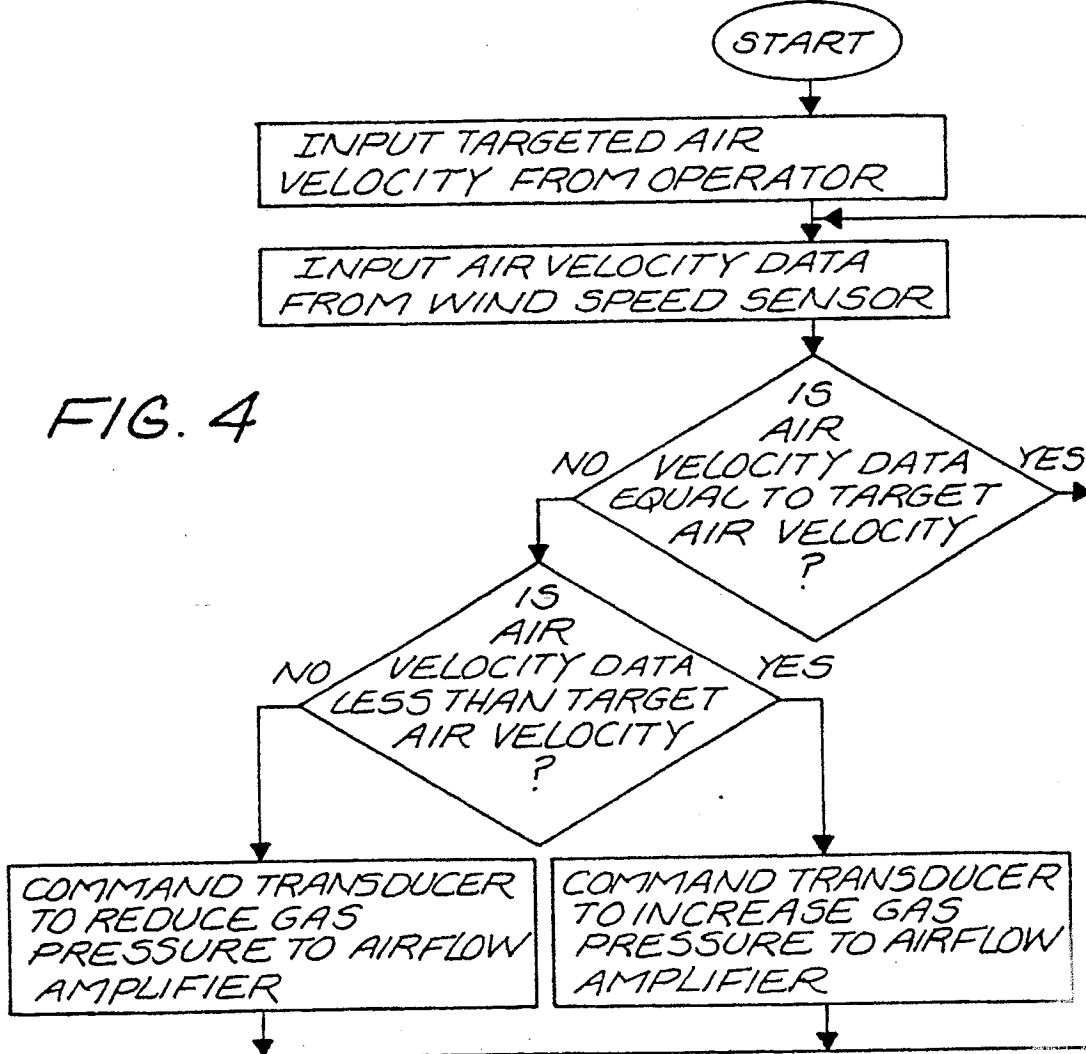 START
INPUT TARGETED AIR
VELOCITY FROM OPERATOR
INPUT AIR VELOCITY DATA
FROM WIND SPEED SENSOR
FIG. 4
IS
AIR
VELOCITY DATA
EQUAL TO TARGET
AIR VELOCITY
?
NO
YES
IS
AIR
VELOCITY DATA
LESS THAN TARGET
AIR VELOCITY
?
NO
YES
COMMAND TRANSDUCER
TO REDUCE GAS
PRESSURE TO AIRFLOW
AMPLIFIER
COMMAND TRANSDUCER
TO INCREASE GAS
PRESSURE TO AIRFLOW
AMPLIFIER